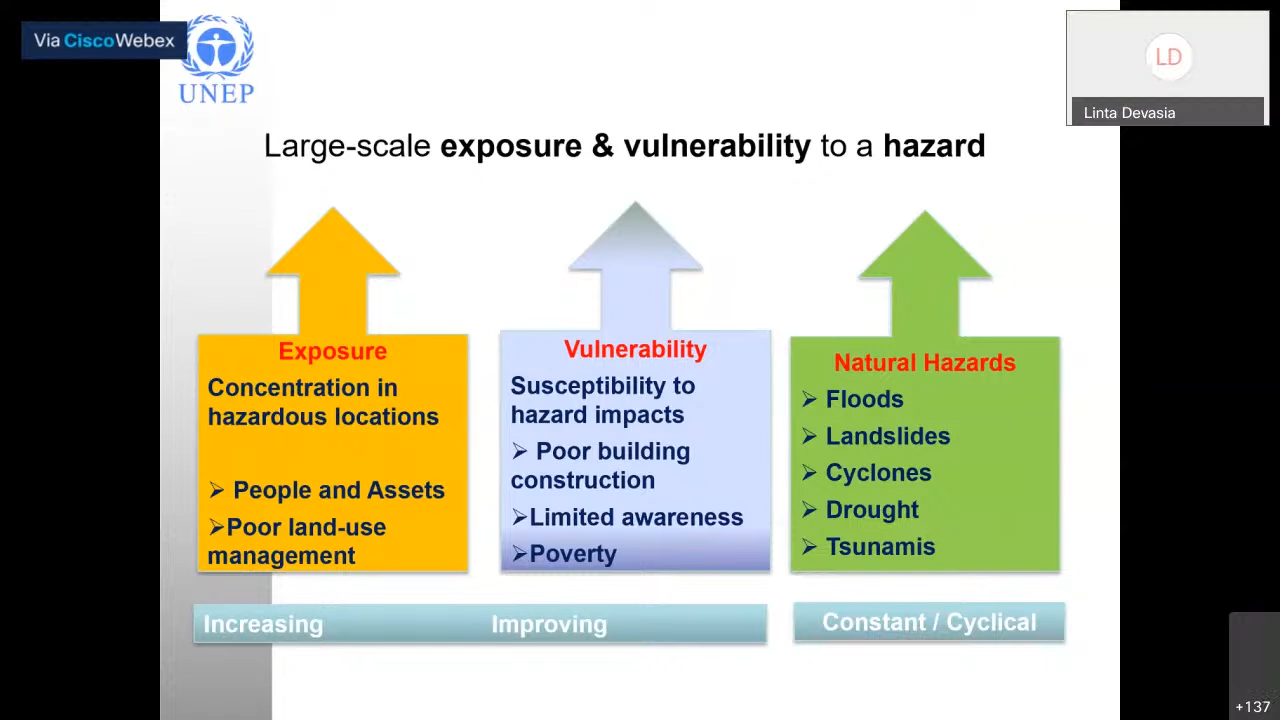 Via CiscoWebex
UNEP
LD
Linta Devasia
Large-scale exposure & vulnerability to a hazard
Exposure
Concentration in
hazardous locations
➢ People and Assets
➢Poor land-use
management
Vulnerability
Susceptibility to
hazard impacts
➢ Poor building
construction
➢Limited awareness
➢Poverty
Natural Hazards
➢ Floods
➢ Landslides
➢ Cyclones
➢ Drought
➢ Tsunamis
Increasing Improving
Constant / Cyclical
+137